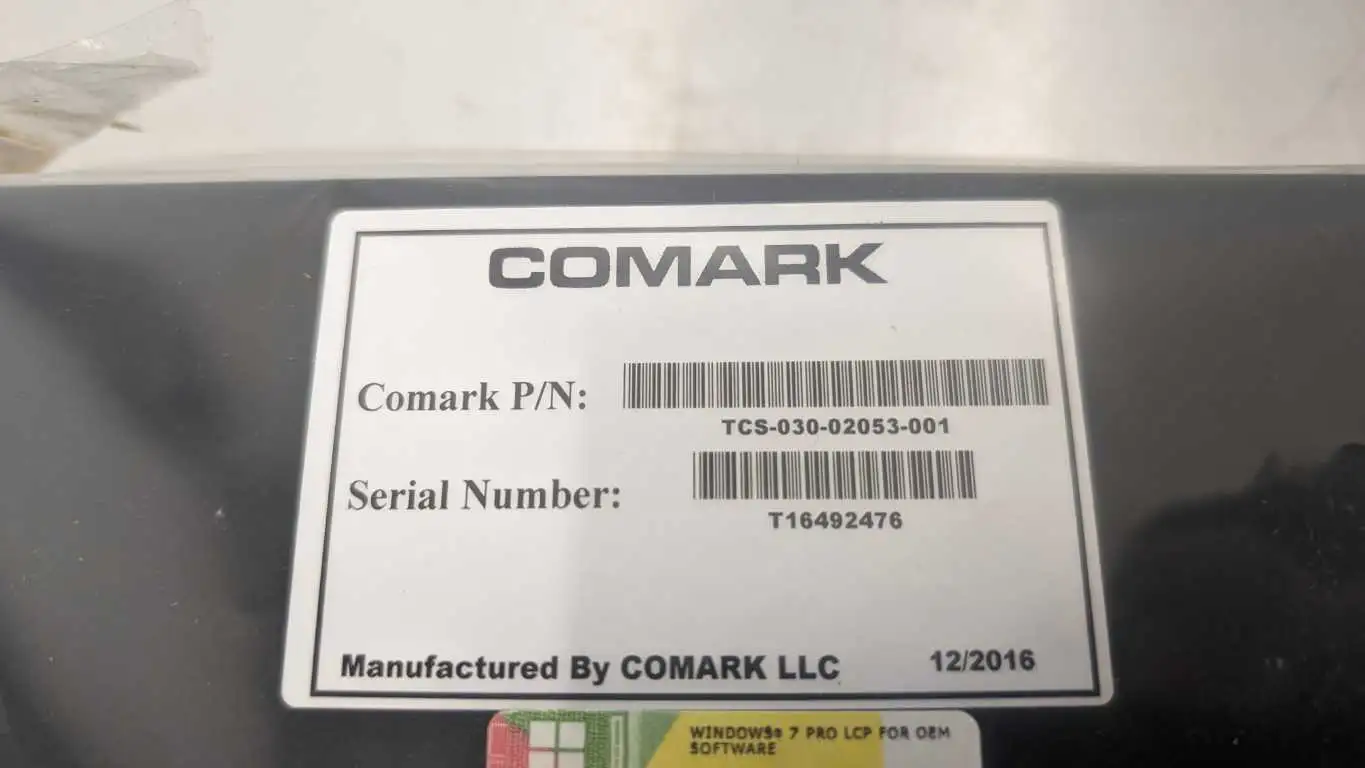 COMARK
Comark P/N:
TCS-030-02053-001
Serial Number:
T16492476
Manufactured By COMARK LLC 12/2016
WINDOWS® 7 PRO LCP FOR OEM
SOFTWARE